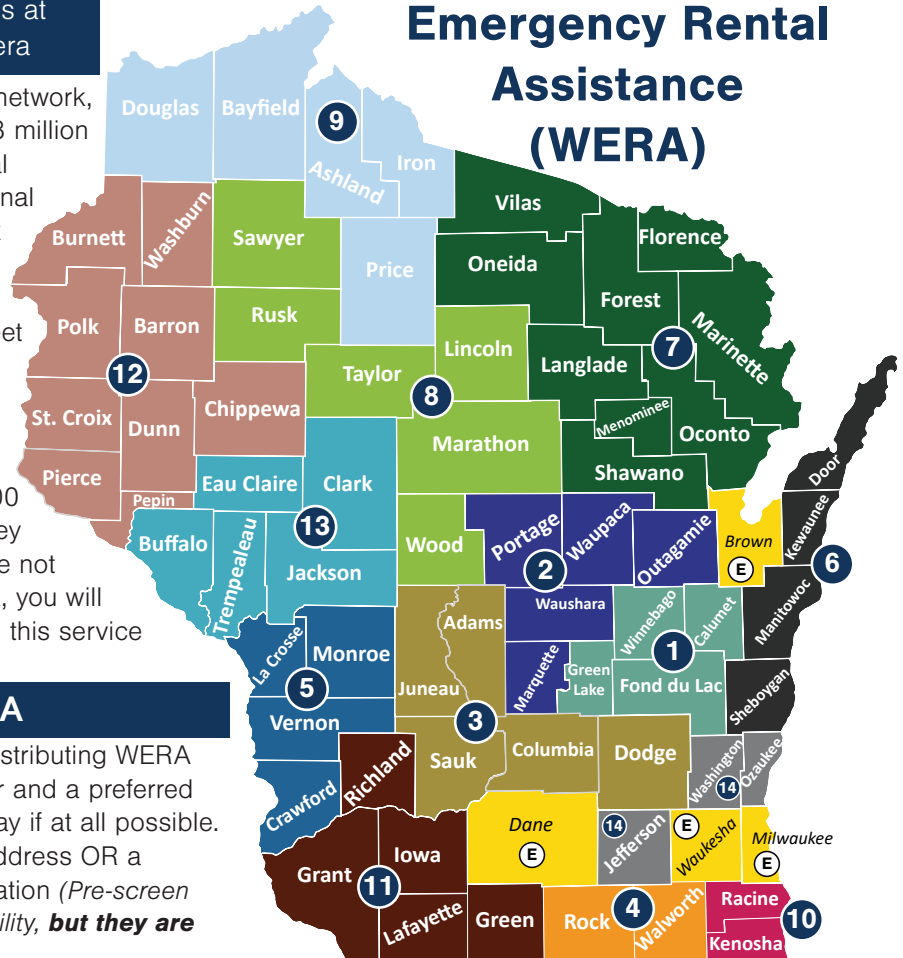 s at
era
network,
3 million
al
nal
eet
00
ey
e not
, you will
this service
A
stributing WERA
r and a preferred
ay if at all possible.
ddress OR a
ation (Pre-screen
ility, but they are
Emergency Rental
Assistance
(WERA)
Douglas
Bayfield
9
Ashland
Iron
Vilas
Burnett
Washburn
Sawyer
Florence
Price
Oneida
Forest
Polk
Barron
Rusk
Marinette
Lincoln
7
Langlade
12
Taylor
8
St. Croix
Dunn
Chippewa
Menominee
Oconto
Marathon
Pierce
Eau Claire
Clark
Shawano
Door
Pepin
13
Portage
Waupaca
Outagamie
Brown
E
Kewaunee
6
Buffalo
Trempealeau
Jackson
Wood
2
Waushara
Winnebago
Calumet
Manitowoc
Adams
La Crosse
Monroe
1
Marquette
Green
Lake
Fond du Lac
5
Juneau
Sheboygan
Vernon
3
Sauk
Columbia
Dodge
Washington
14
Ozaukee
Crawford
Richland
Dane
E
14
Jefferson
E
Waukesha
Milwaukee
E
Grant
Iowa
11
Lafayette
Green
Rock
4
Walworth
Racine
10
Kenosha